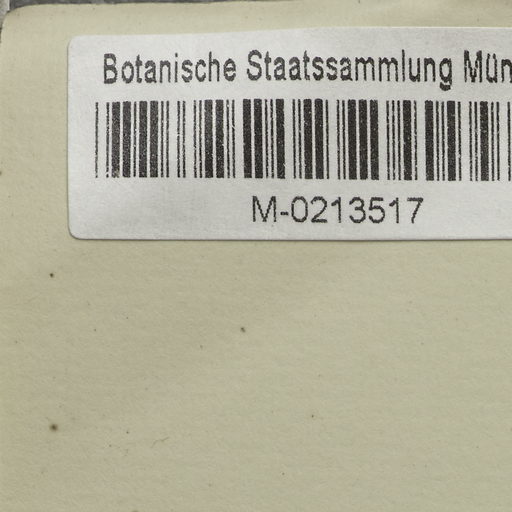 Botanische Staatssammlung Mün
M-0213517